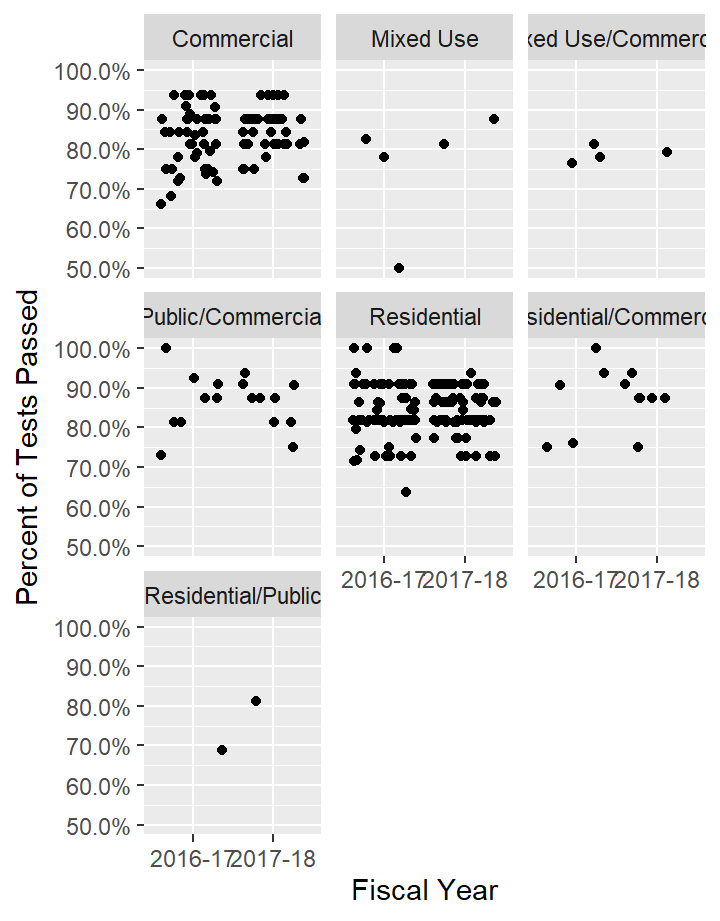 Commercial
Mixed Use
xed Use/Commerc
100.0%
90.0%
80.0%
70.0%
60.0%
50.0%
Public/Commercia
Residential
sidential/Commerc
100.0%
90.0%
80.0%
70.0%
60.0%
50.0%
2016-17 2017-18
2016-17 2017-18
Residential/Public
100.0%
90.0%
80.0%
70.0%
60.0%
50.0%
2016-17 2017-18
Fiscal Year
Percent of Tests Passed